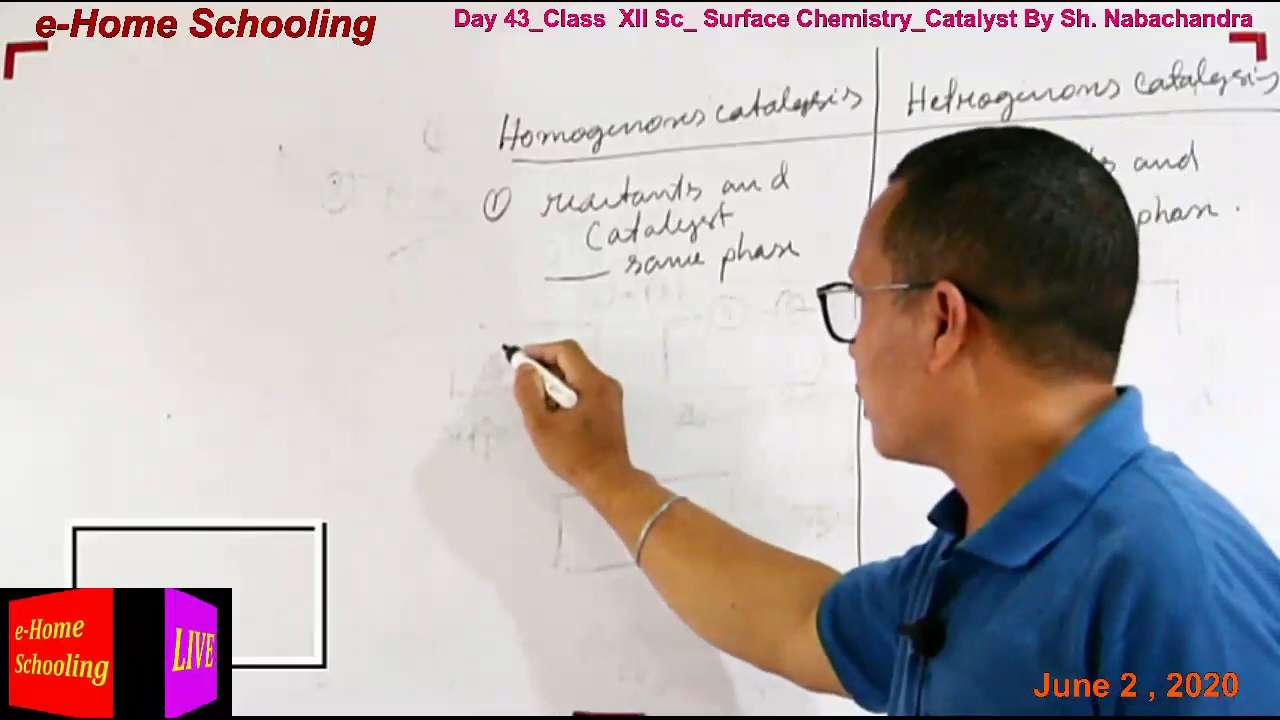 e-Home Schooling
Day 43_Class XII Sc_ Surface Chemistry_Catalyst By Sh. Nabachandra
Homogenous catalysis
Hetrogenous catalysis
① reactants and
Catalyst
same phase
and
phase.
e-Home
Schooling
LIVE
June 2 , 2020